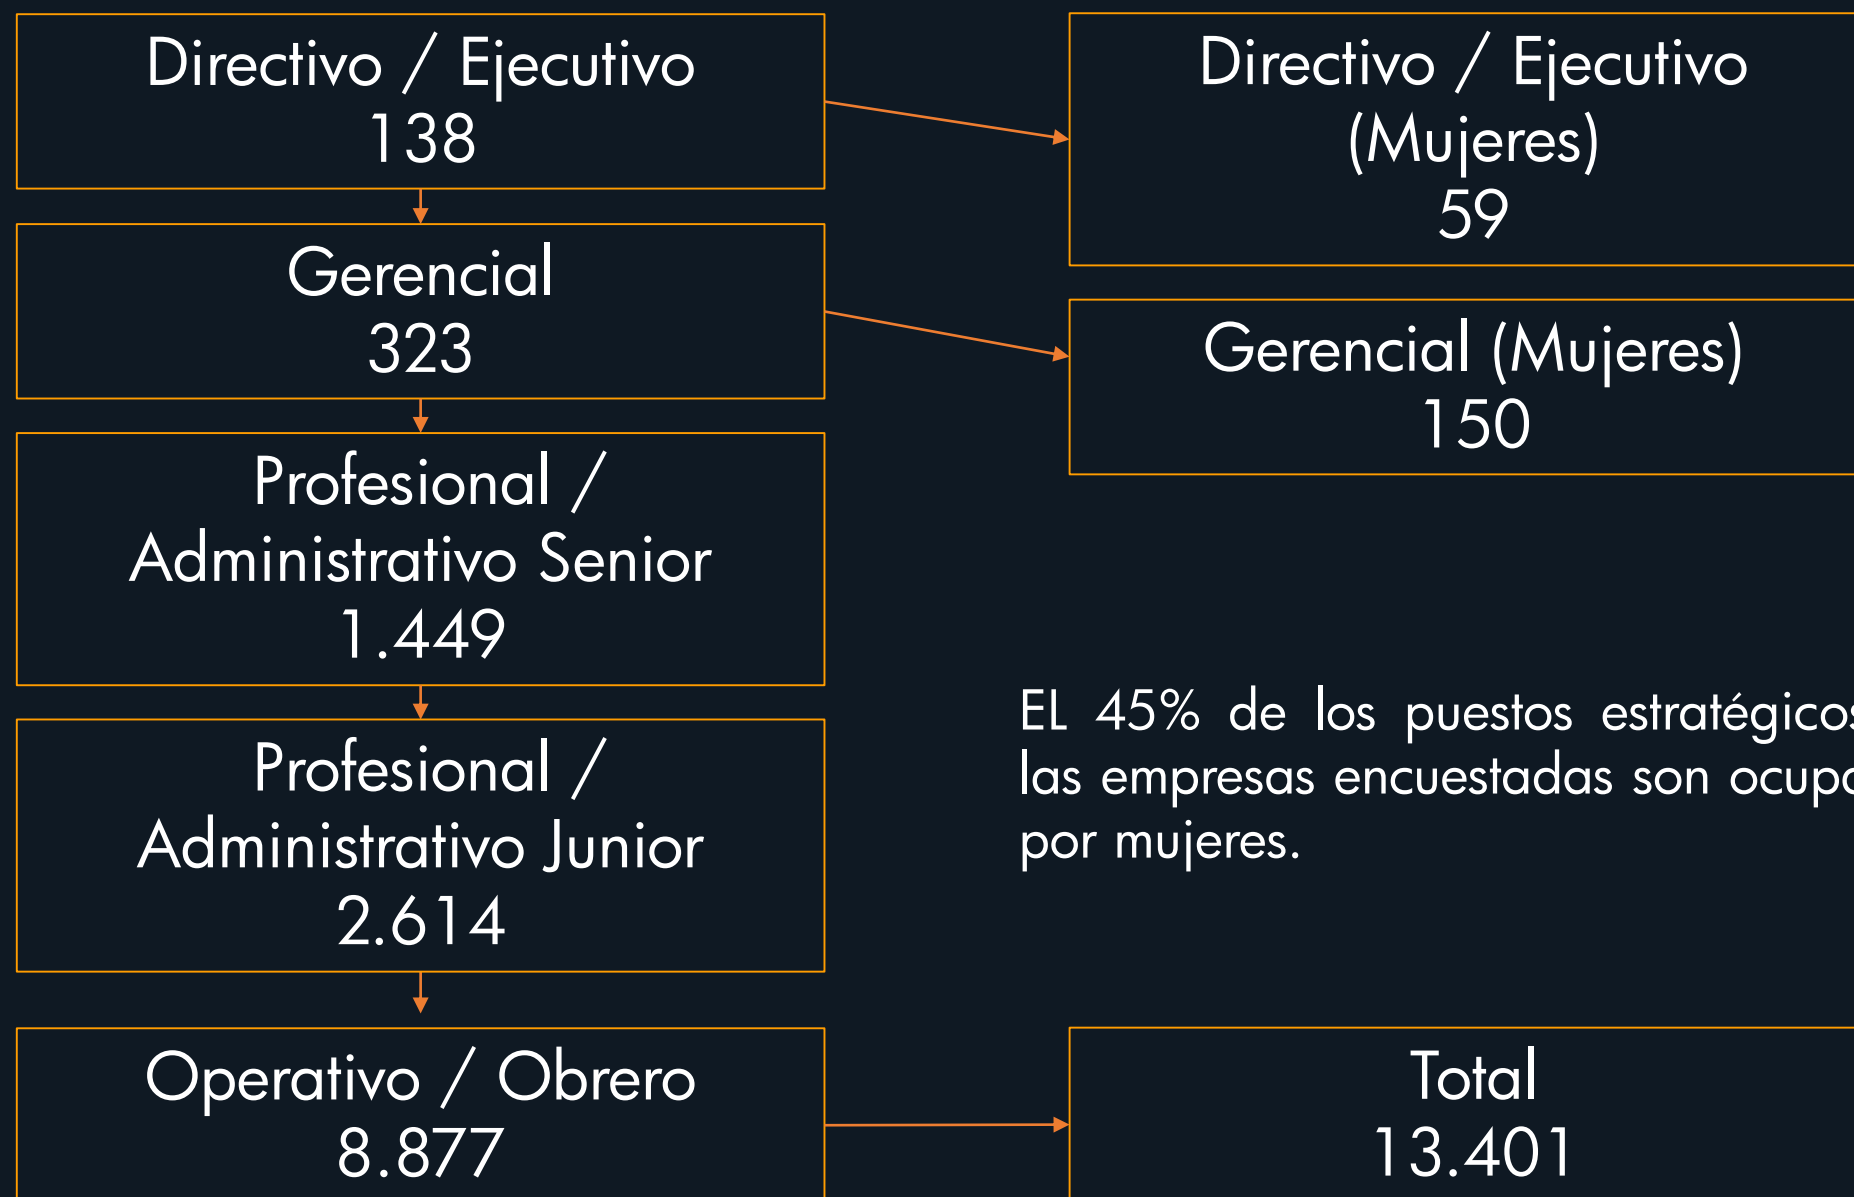 Directivo / Ejecutivo
138
Directivo / Ejecutivo
(Mujeres)
59
Gerencial
323
Gerencial (Mujeres)
150
Profesional /
Administrativo Senior
1.449
EL 45% de los puestos estratégicos
las empresas encuestadas son
por mujeres.
Profesional /
Administrativo Junior
2.614
Operativo / Obrero
8.877
Total
13.401